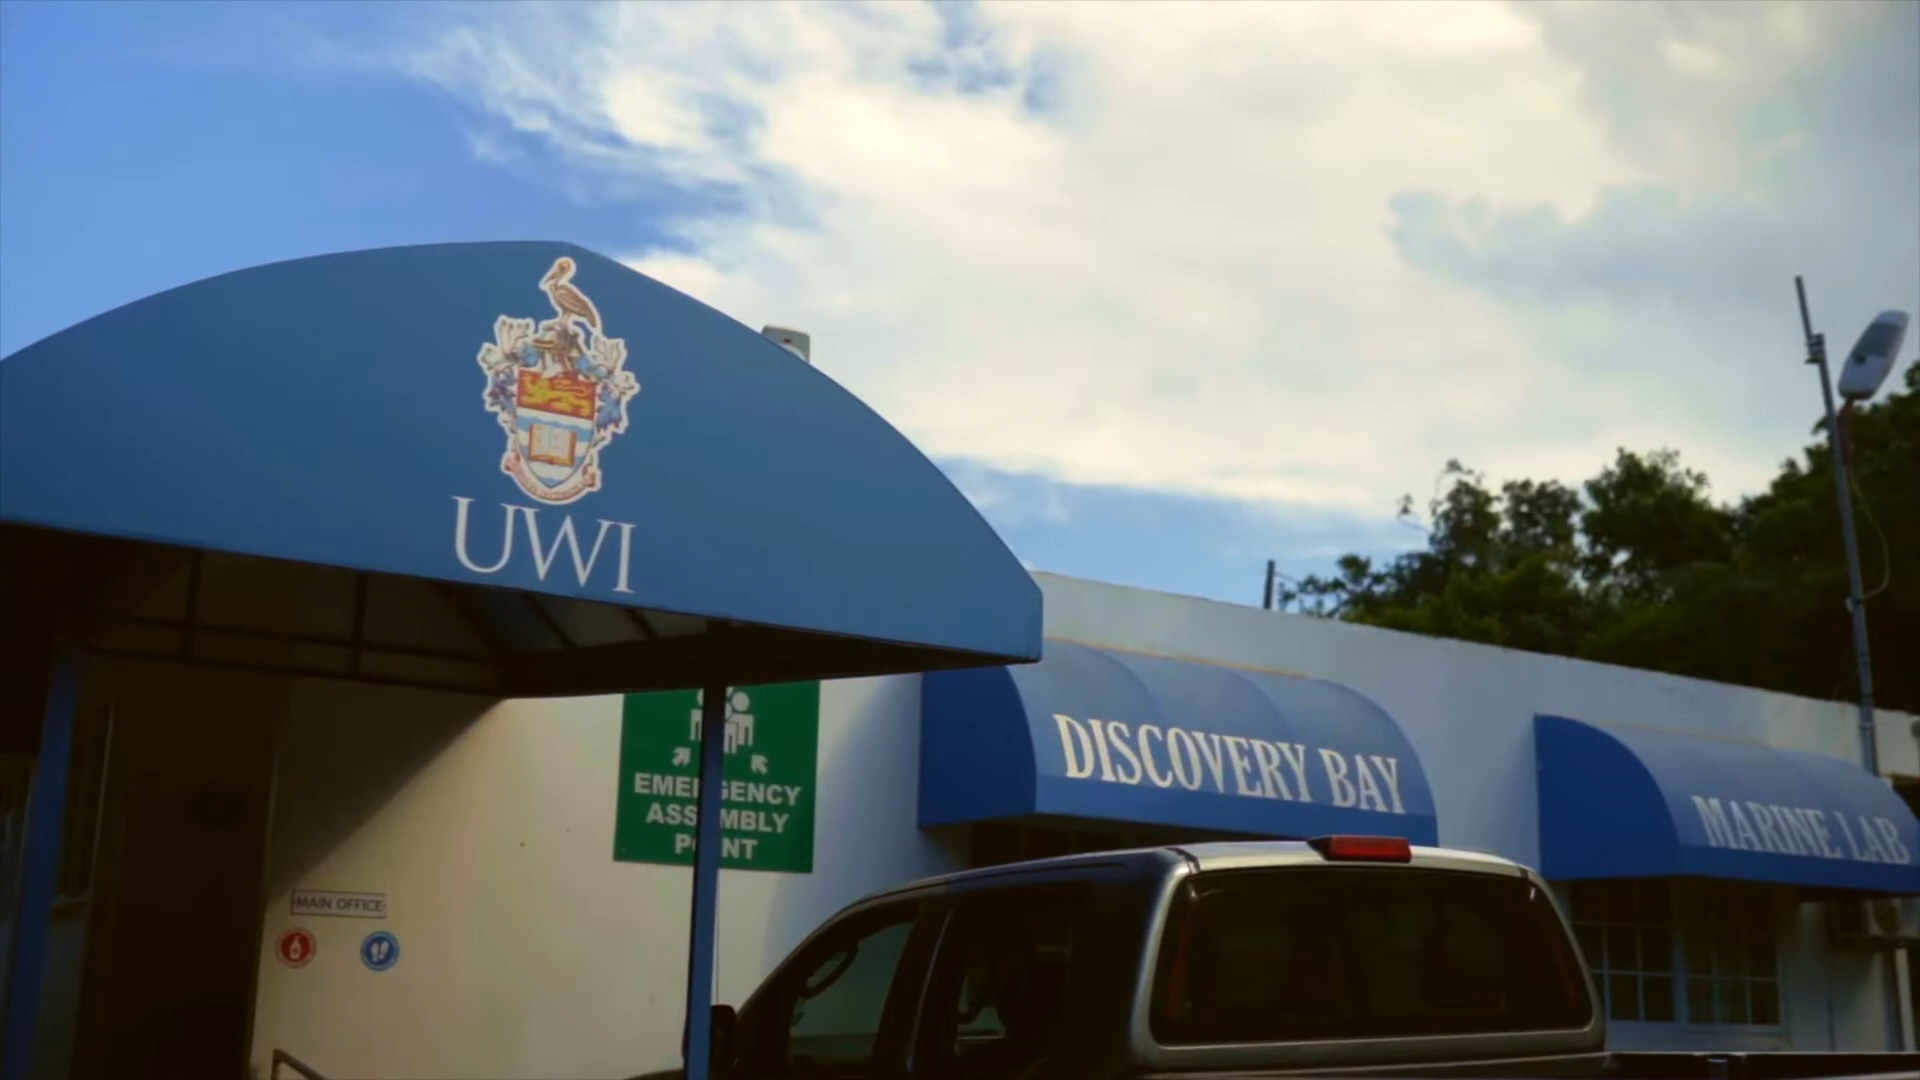 UWI
DISCOVERY BAY
MARINE LAB
EMERGENCY
ASSEMBLY
POINT
MAIN OFFICE